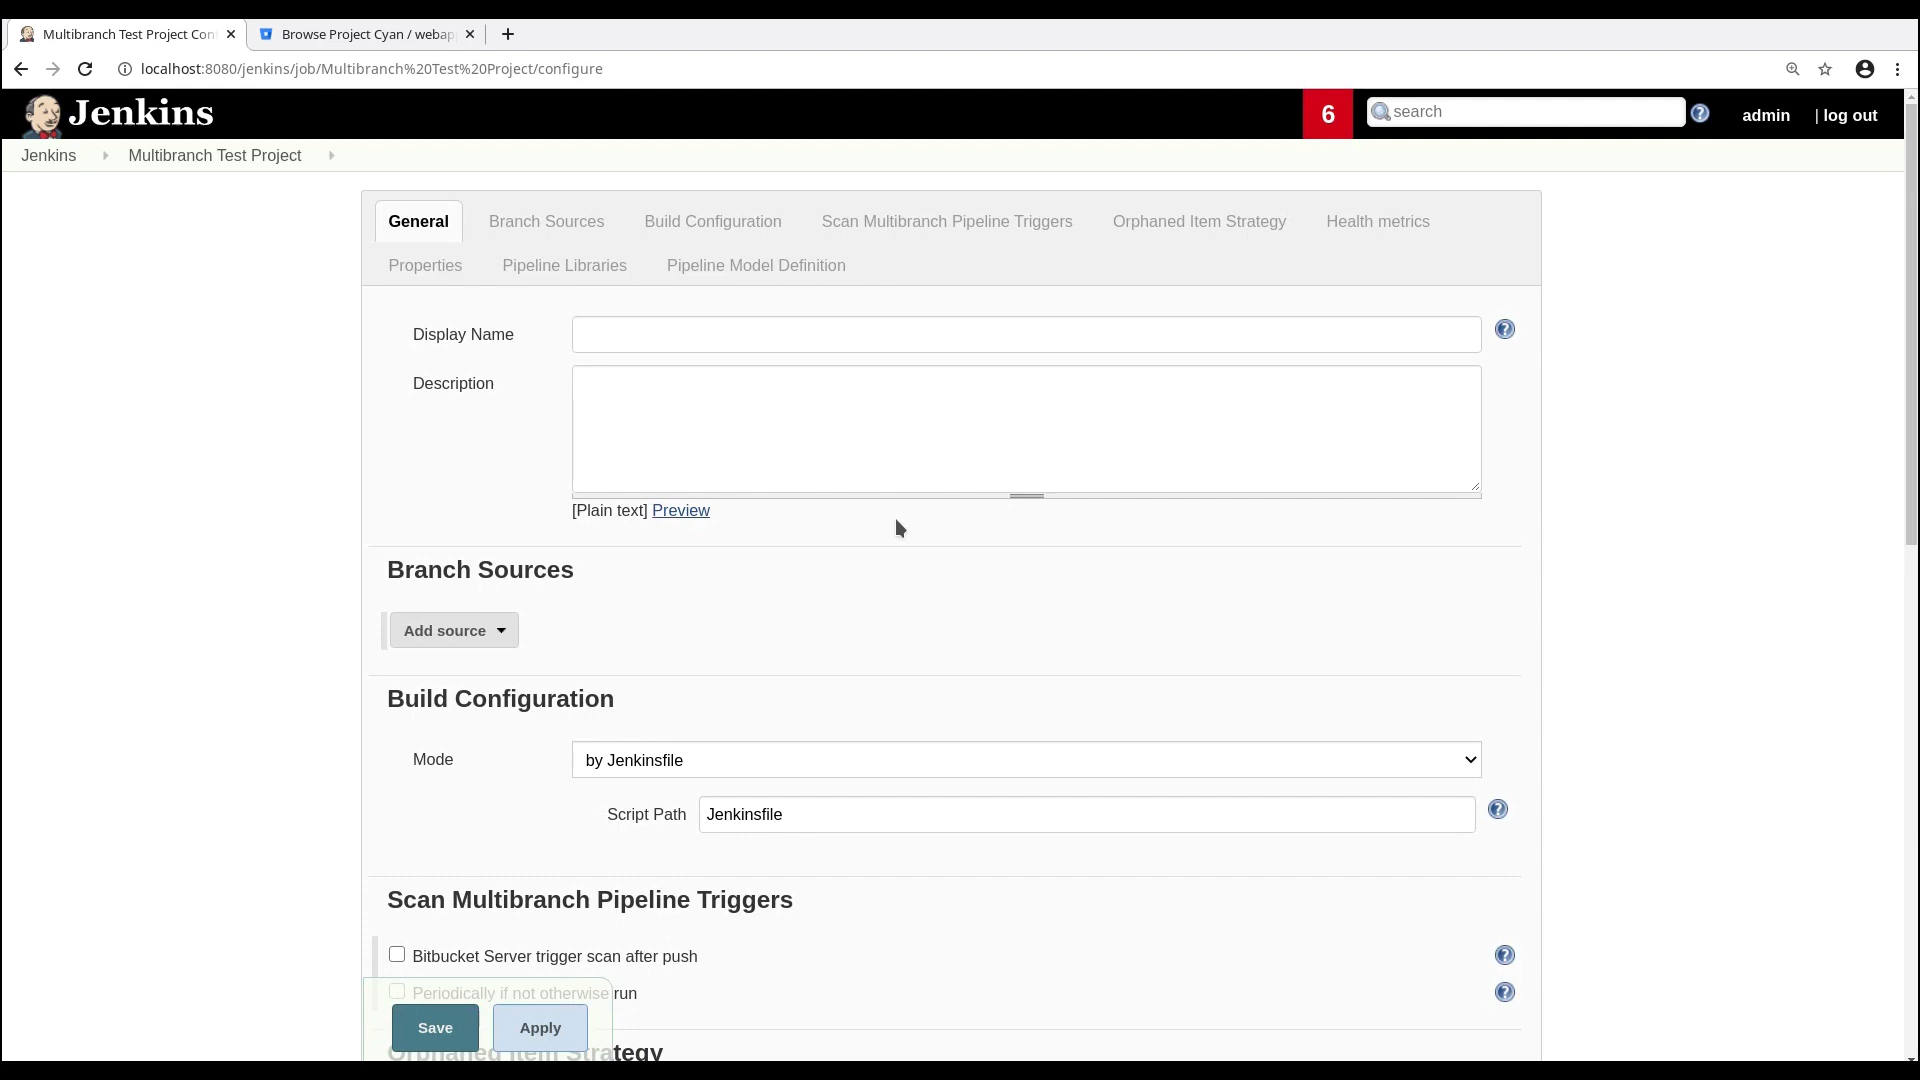 Multibranch Test Project Con
Browse Project Cyan / webap
localhost:8080/jenkins/job/Multibranch%20Test%20Project/configure
Jenkins
6
search
admin
| log out
Jenkins
Multibranch Test Project
General
Branch Sources
Build Configuration
Scan Multibranch Pipeline Triggers
Orphaned Item Strategy
Health metrics
Properties
Pipeline Libraries
Pipeline Model Definition
Display Name
Description
[Plain text] Preview
Branch Sources
Add source
Build Configuration
Mode
by Jenkinsfile
Script Path
Jenkinsfile
Scan Multibranch Pipeline Triggers
Bitbucket Server trigger scan after push
Periodically if not otherwise run
Save
Apply
Orphaned Item Strategy